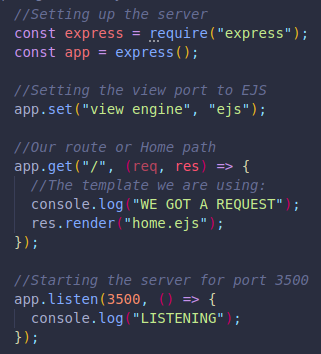 //Setting up the server
const express = require("express");
const app = express();
//Setting the view port to EJS
app.set("view engine", "ejs");
//Our route or Home path
app.get("/", (req, res) => {
//The template we are using:
console.log("WE GOT A REQUEST");
res.render("home.ejs");
});
//Starting the server for port 3500
app.listen(3500, () => {
console.log("LISTENING");
});